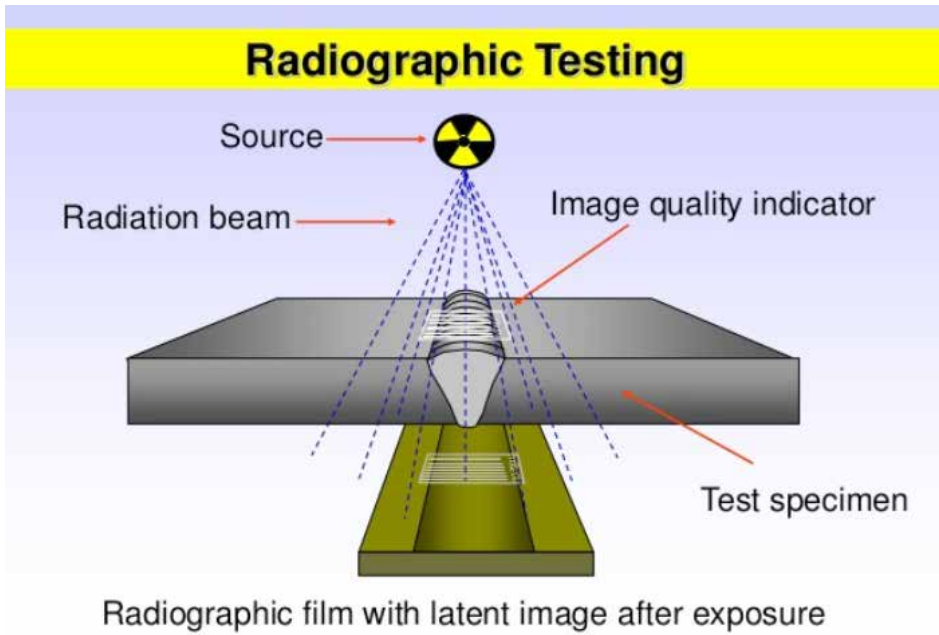 Radiographic Testing
Source
Radiation beam
Image quality indicator
Test specimen
Radiographic film with latent image after exposure